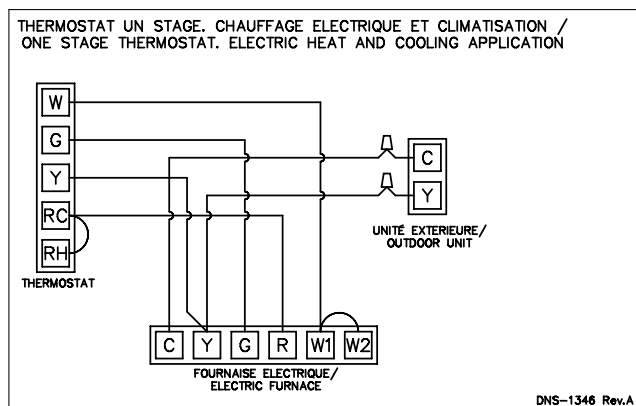 THERMOSTAT UN STAGE. CHAUFFAGE ELECTRIQUE ET CLIMATISATION /
ONE STAGE THERMOSTAT. ELECTRIC HEAT AND COOLING APPLICATION
W
G
Y
RC
RH
THERMOSTAT
C
Y
UNITÉ EXTERIEURE/
OUTDOOR UNIT
C Y G R W1 W2
FOURNAISE ELECTRIQUE/
ELECTRIC FURNACE
DNS-1346 Rev.A